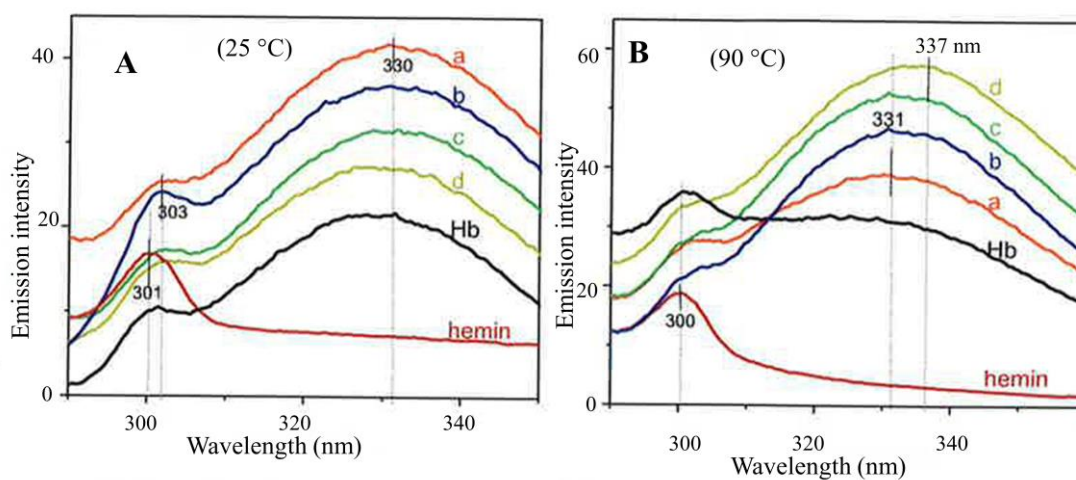 A
(25 °C)
40
20
0
a
330
b
c
d
Hb
303
301
hemin
300
320
340
Emission intensity
Wavelength (nm)
B
(90 °C)
337 nm
60
40
20
0
d
c
331
b
a
Hb
300
hemin
300
320
340
Emission intensity
Wavelength (nm)